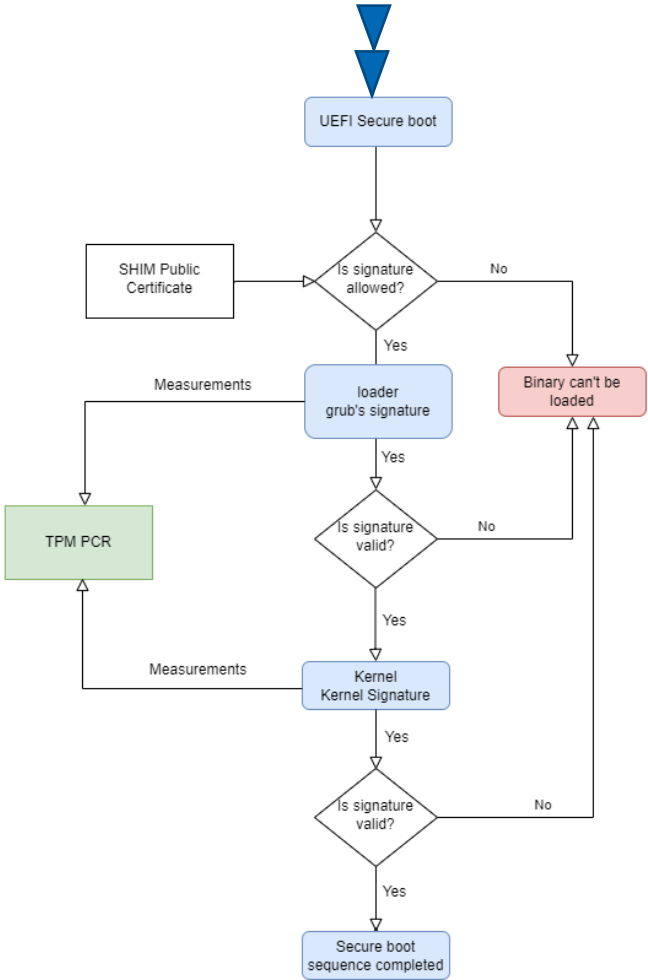 UEFI Secure boot
SHIM Public
Certificate
Is signature
allowed?
No
Yes
Measurements
loader
grub's signature
Binary can't be
loaded
Yes
TPM PCR
Is signature
valid?
No
Yes
Measurements
Kernel
Kernel Signature
Yes
Is signature
valid?
No
Yes
Secure boot
sequence completed